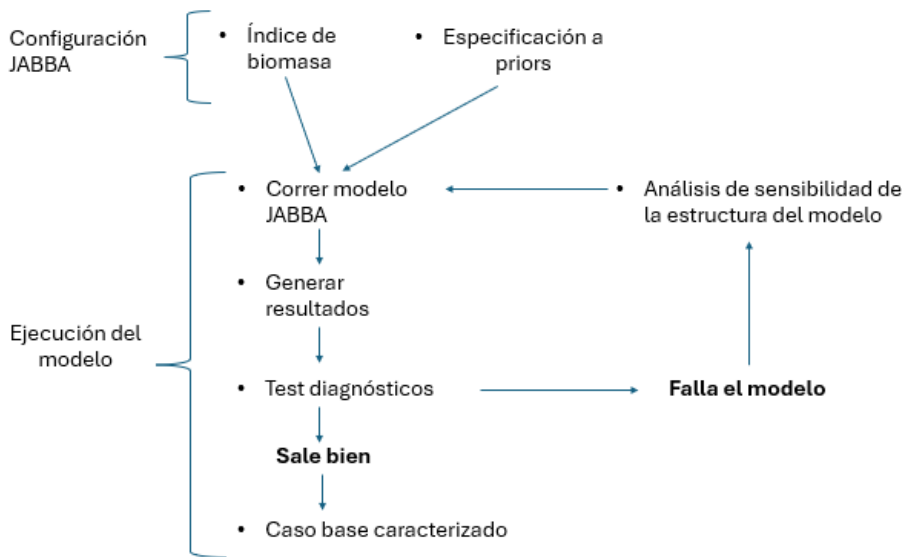 Configuración
JABBA
• Índice de
biomasa
• Especificación a
priors
• Correr modelo
JABBA
• Análisis de sensibilidad de
la estructura del modelo
• Generar
resultados
Ejecución del
modelo
• Test diagnósticos
Falla el modelo
Sale bien
• Caso base caracterizado